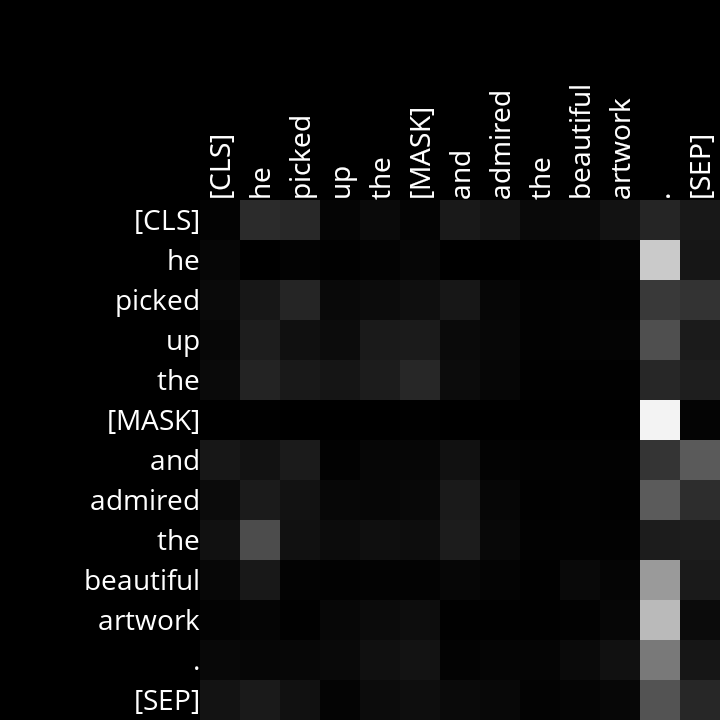 [CLS] he picked up the [MASK] and admired the beautiful artwork . [SEP]
[CLS]
he
picked
up
the
[MASK]
and
admired
the
beautiful
artwork
.
[SEP]